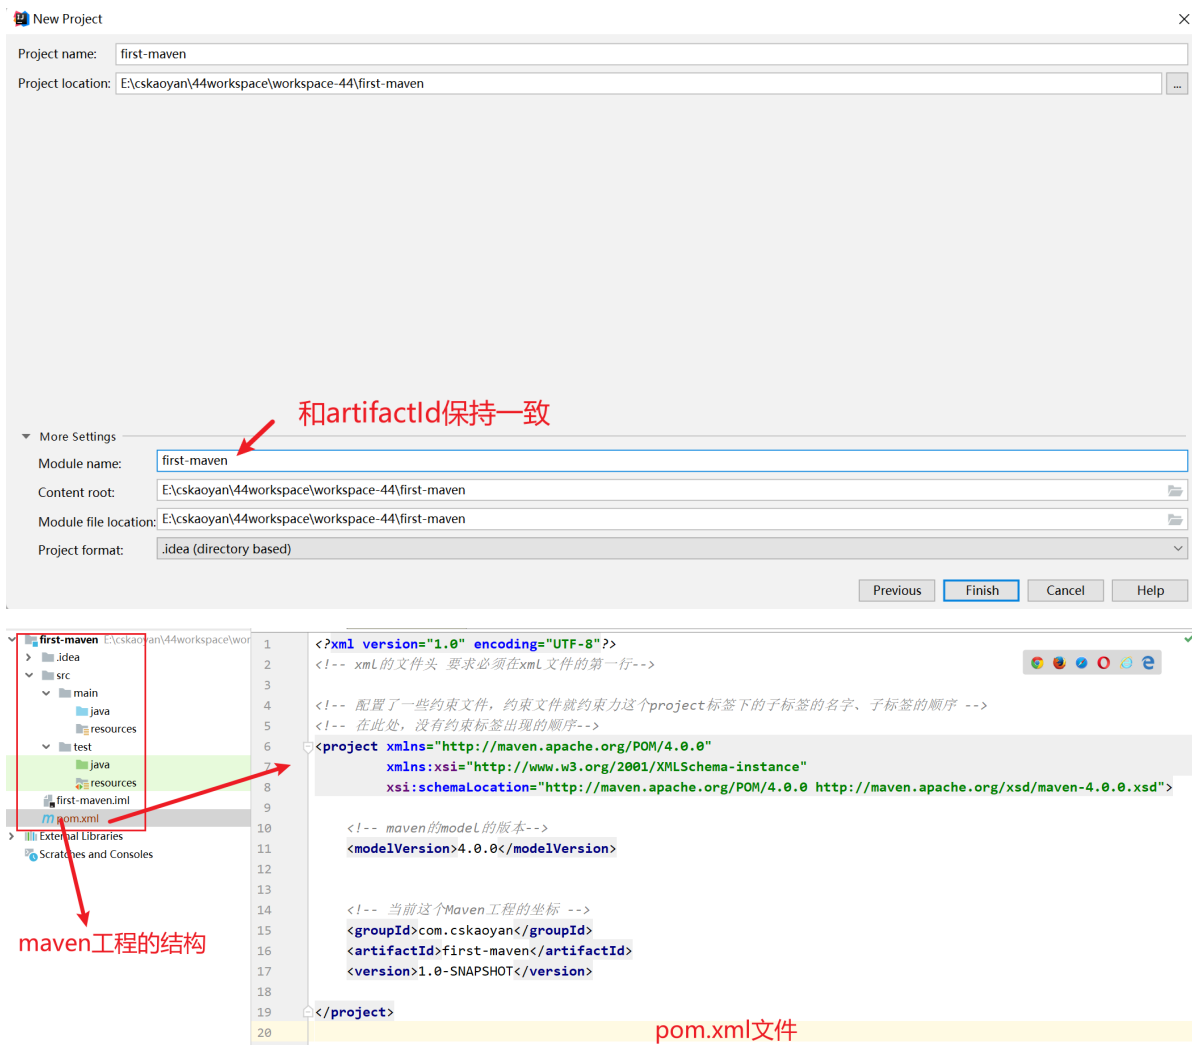 New Project
Project name: first-maven
Project location: E:\cskaoyan\44workspace\workspace-44\first-maven ...
和artifactId保持一致
More Settings
Module name: first-maven
Content root: E:\cskaoyan\44workspace\workspace-44\first-maven
Module file location: E:\cskaoyan\44workspace\workspace-44\first-maven
Project format: .idea (directory based)
Previous Finish Cancel Help
first-maven E:\cskaoyan\44workspace\wor
.idea
src
main
java
resources
test
java
resources
first-maven.iml
pom.xml
External Libraries
Scratches and Consoles
maven工程的结构
1 <?xml version="1.0" encoding="UTF-8"?>
2 <!-- xml的文件头 要求必须在xml文件的第一行-->
3
4 <!-- 配置了一些约束文件，约束文件就约束力这个project标签下的子标签的名字、子标签的顺序 -->
5 <!-- 在此处，没有约束标签出现的顺序-->
6 <project xmlns="http://maven.apache.org/POM/4.0.0"
7 xmlns:xsi="http://www.w3.org/2001/XMLSchema-instance"
8 xsi:schemaLocation="http://maven.apache.org/POM/4.0.0 http://maven.apache.org/xsd/maven-4.0.0.xsd">
9
10 <!-- maven的model的版本-->
11 <modelVersion>4.0.0</modelVersion>
12
13
14 <!-- 当前这个Maven工程的坐标 -->
15 <groupId>com.cskaoyan</groupId>
16 <artifactId>first-maven</artifactId>
17 <version>1.0-SNAPSHOT</version>
18
19 </project>
20
pom.xml文件